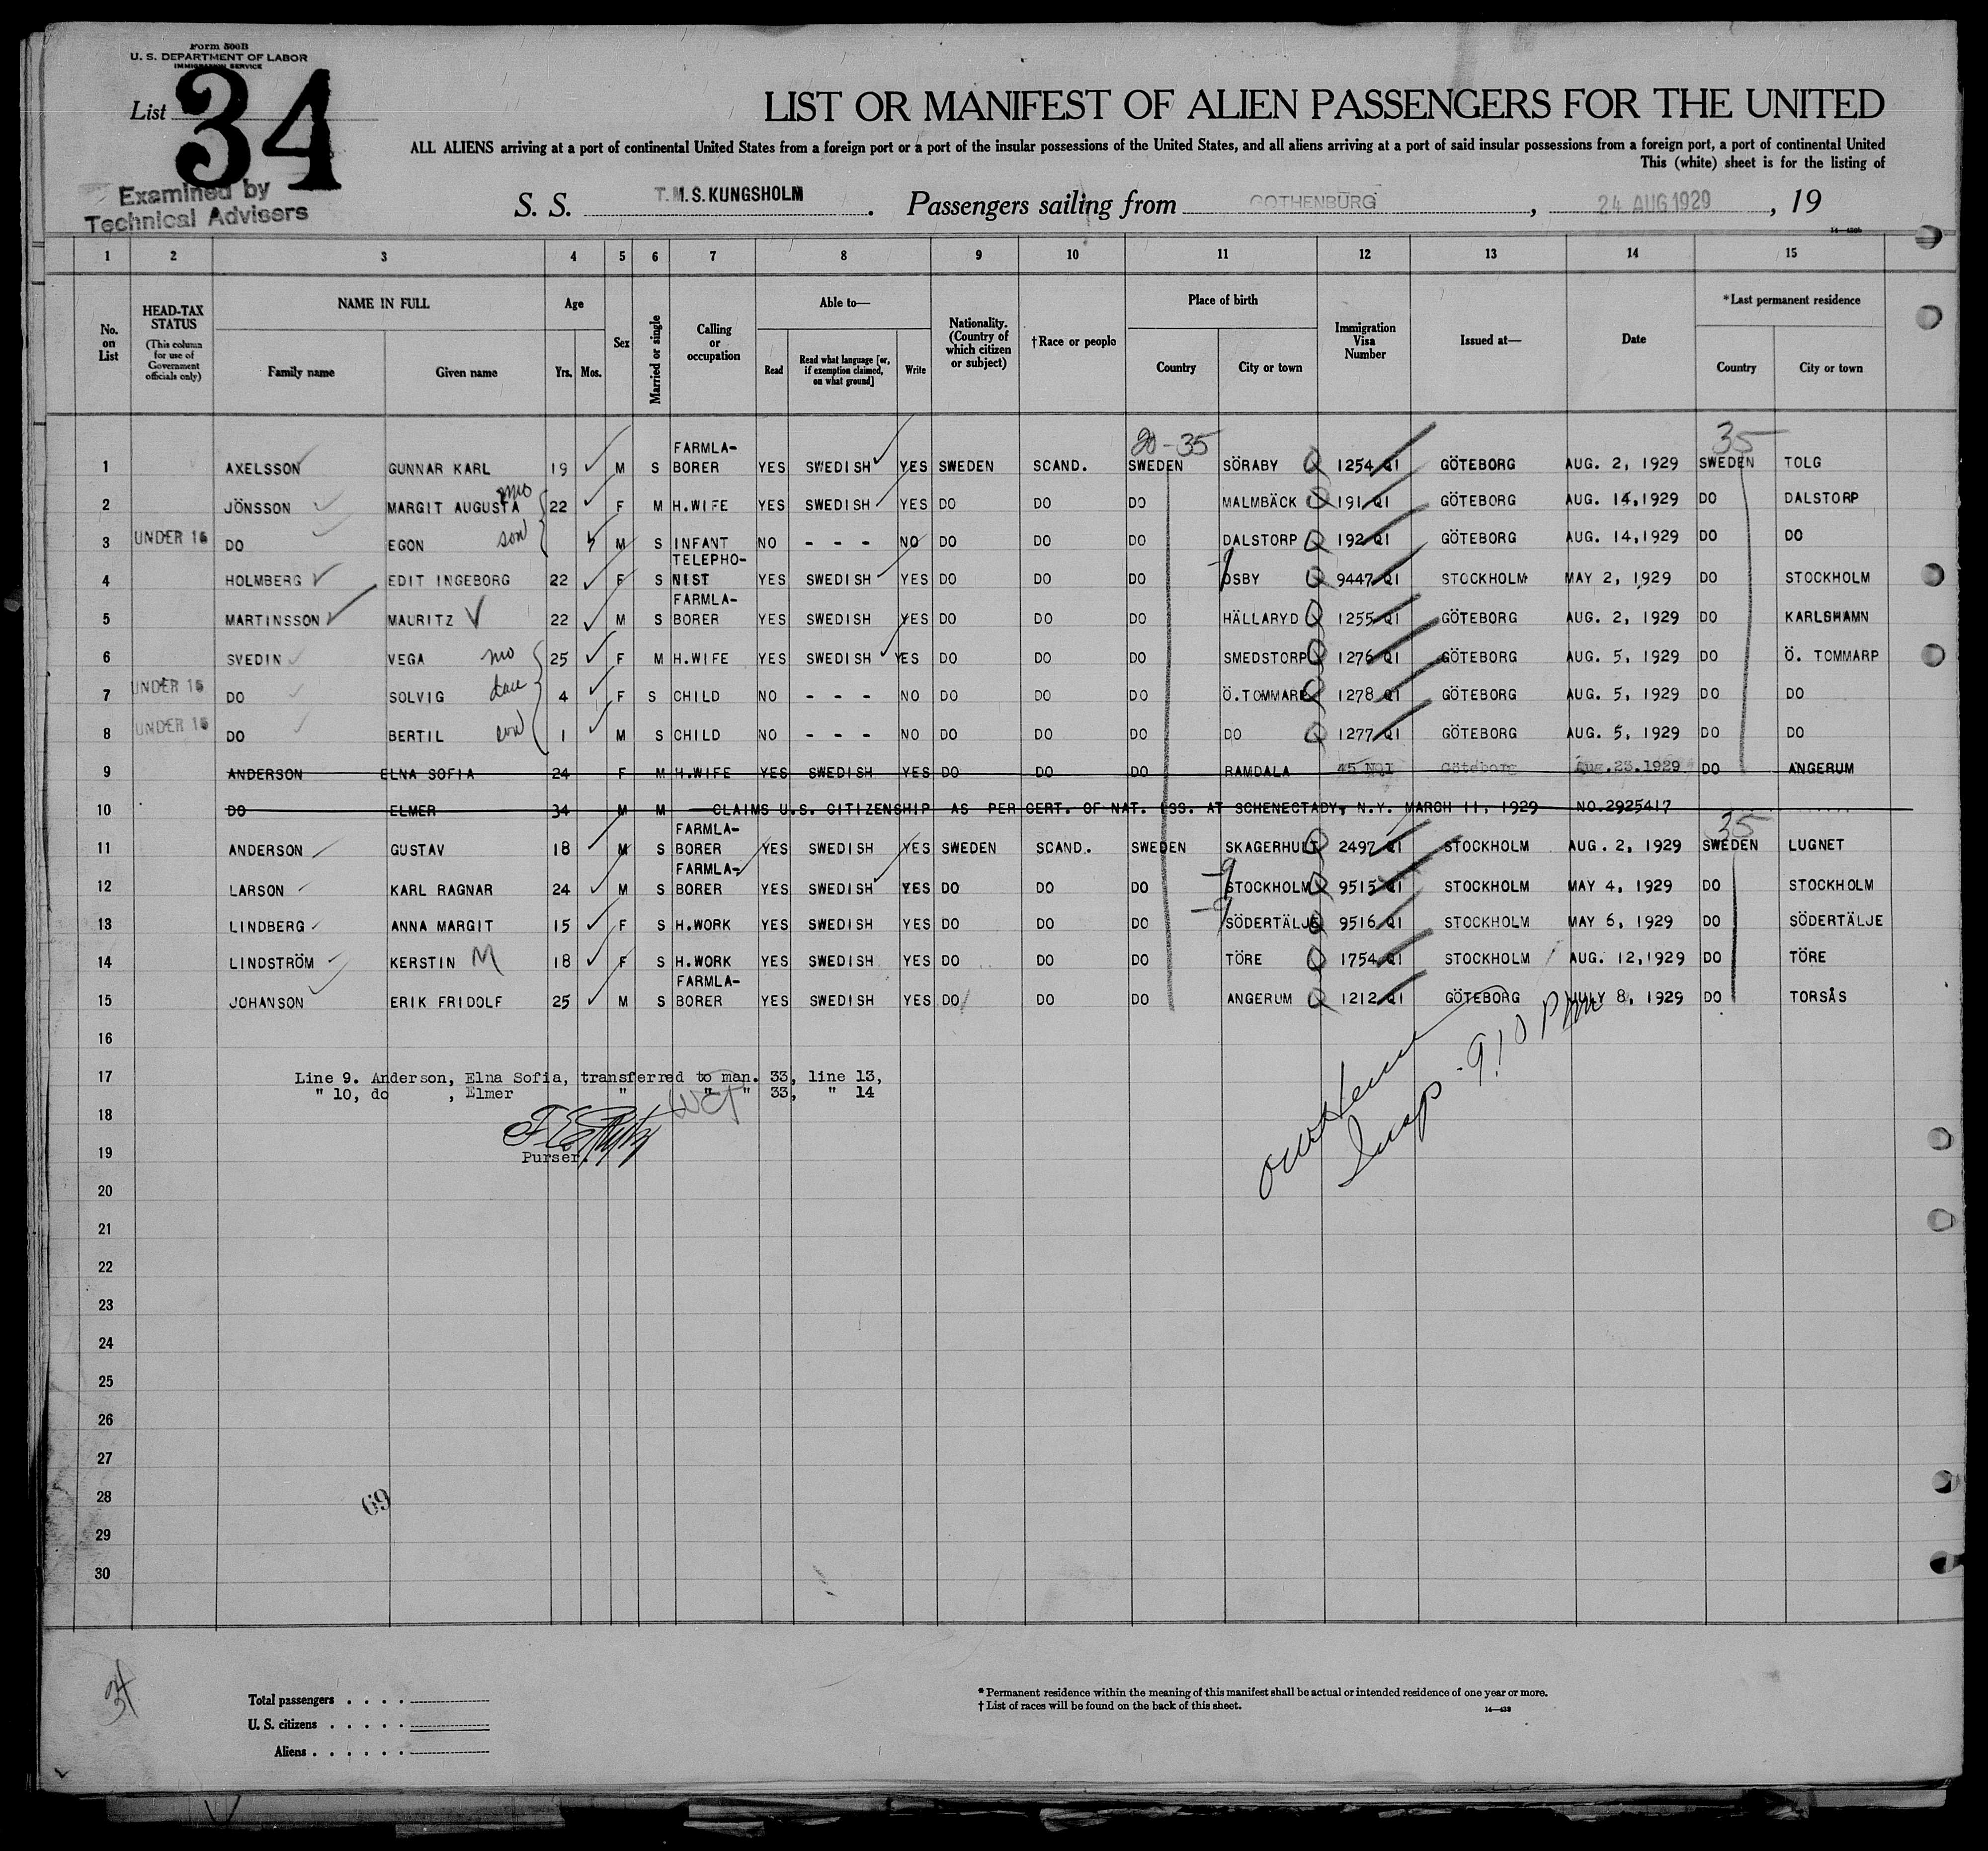 Form 500B
U. S. DEPARTMENT OF LABOR
IMMIGRATION SERVICE
List 34
Examined by
Technical Advisers
LIST OR MANIFEST OF ALIEN PASSENGERS FOR THE UNITED
ALL ALIENS arriving at a port of continental United States from a foreign port or a port of the insular possessions of the United States, and all aliens arriving at a port of said insular possessions from a foreign port, a port of continental United
This (white) sheet is for the listing of
S. S. T.M.S. KUNGSHOLM. Passengers sailing from GOTHENBURG, 24 AUG 1929, 19
1 2 3 4 5 6 7 8 9 10 11 12 13 14 15
No. on List
HEAD-TAX STATUS (This column for use of Government officials only)
NAME IN FULL Family name Given name
Age Yrs. Mos.
Sex
Married or single
Calling or occupation
Able to— Read Read what language [or, if exemption claimed, on what ground] Write
Nationality. (Country of which citizen or subject)
†Race or people
Place of birth Country City or town
Immigration Visa Number
Issued at—
Date
*Last permanent residence Country City or town
20-35 35
1 AXELSSON GUNNAR KARL 19 M S FARMLA-BORER YES SWEDISH YES SWEDEN SCAND. SWEDEN SÖRABY Q 1254 QI GÖTEBORG AUG. 2, 1929 SWEDEN TOLG
2 JÖNSSON MARGIT AUGUSTA mo 22 F M H.WIFE YES SWEDISH YES DO DO DO MALMBÄCK Q 191 QI GÖTEBORG AUG. 14,1929 DO DALSTORP
3 UNDER 16 DO EGON son M S INFANT NO - - - NO DO DO DO DALSTORP Q 192 QI GÖTEBORG AUG. 14,1929 DO DO
4 HOLMBERG EDIT INGEBORG 22 F S TELEPHO-NIST YES SWEDISH YES DO DO DO OSBY Q 9447 QI STOCKHOLM MAY 2, 1929 DO STOCKHOLM
5 MARTINSSON MAURITZ 22 M S FARMLA-BORER YES SWEDISH YES DO DO DO HÄLLARYD Q 1255 QI GÖTEBORG AUG. 2, 1929 DO KARLSHAMN
6 SVEDIN VEGA mo 25 F M H.WIFE YES SWEDISH YES DO DO DO SMEDSTORP Q 1276 QI GÖTEBORG AUG. 5, 1929 DO Ö. TOMMARP
7 UNDER 16 DO SOLVIG dau 4 F S CHILD NO - - - NO DO DO DO Ö.TOMMARP Q 1278 QI GÖTEBORG AUG. 5, 1929 DO DO
8 UNDER 16 DO BERTIL son 1 M S CHILD NO - - - NO DO DO DO DO Q 1277 QI GÖTEBORG AUG. 5, 1929 DO DO
9 ANDERSON ELNA SOFIA 24 F M H.WIFE YES SWEDISH YES DO DO DO RAMDALA 45 NQI Göteborg Aug.23.1929 DO ANGERUM
10 DO ELMER 34 M M CLAIMS U.S. CITIZENSHIP AS PER CERT. OF NAT. ISS. AT SCHENECTADY, N.Y. MARCH 11, 1929 NO.2925417
35
11 ANDERSON GUSTAV 18 M S FARMLA-BORER YES SWEDISH YES SWEDEN SCAND. SWEDEN SKAGERHULT Q 2497 QI STOCKHOLM AUG. 2, 1929 SWEDEN LUGNET
12 LARSON KARL RAGNAR 24 M S FARMLA-BORER YES SWEDISH YES DO DO DO STOCKHOLM Q 9515 QI STOCKHOLM MAY 4, 1929 DO STOCKHOLM
13 LINDBERG ANNA MARGIT 15 F S H.WORK YES SWEDISH YES DO DO DO SÖDERTÄLJE Q 9516 QI STOCKHOLM MAY 6, 1929 DO SÖDERTÄLJE
14 LINDSTRÖM KERSTIN M 18 F S H.WORK YES SWEDISH YES DO DO DO TÖRE Q 1754 QI STOCKHOLM AUG. 12,1929 DO TÖRE
15 JOHANSON ERIK FRIDOLF 25 M S FARMLA-BORER YES SWEDISH YES DO DO DO ANGERUM Q 1212 QI GÖTEBORG JULY 8, 1929 DO TORSÅS
16
17 Line 9. Anderson, Elna Sofia, transferred to man. 33, line 13,
" 10, do , Elmer " " " 33, " 14
18
19 Purser.
Insp - 910 PM
20
21
22
23
24
25
26
27
28
69
29
30
34
Total passengers . . . .
U. S. citizens . . . . .
Aliens . . . . . .
* Permanent residence within the meaning of this manifest shall be actual or intended residence of one year or more.
† List of races will be found on the back of this sheet.